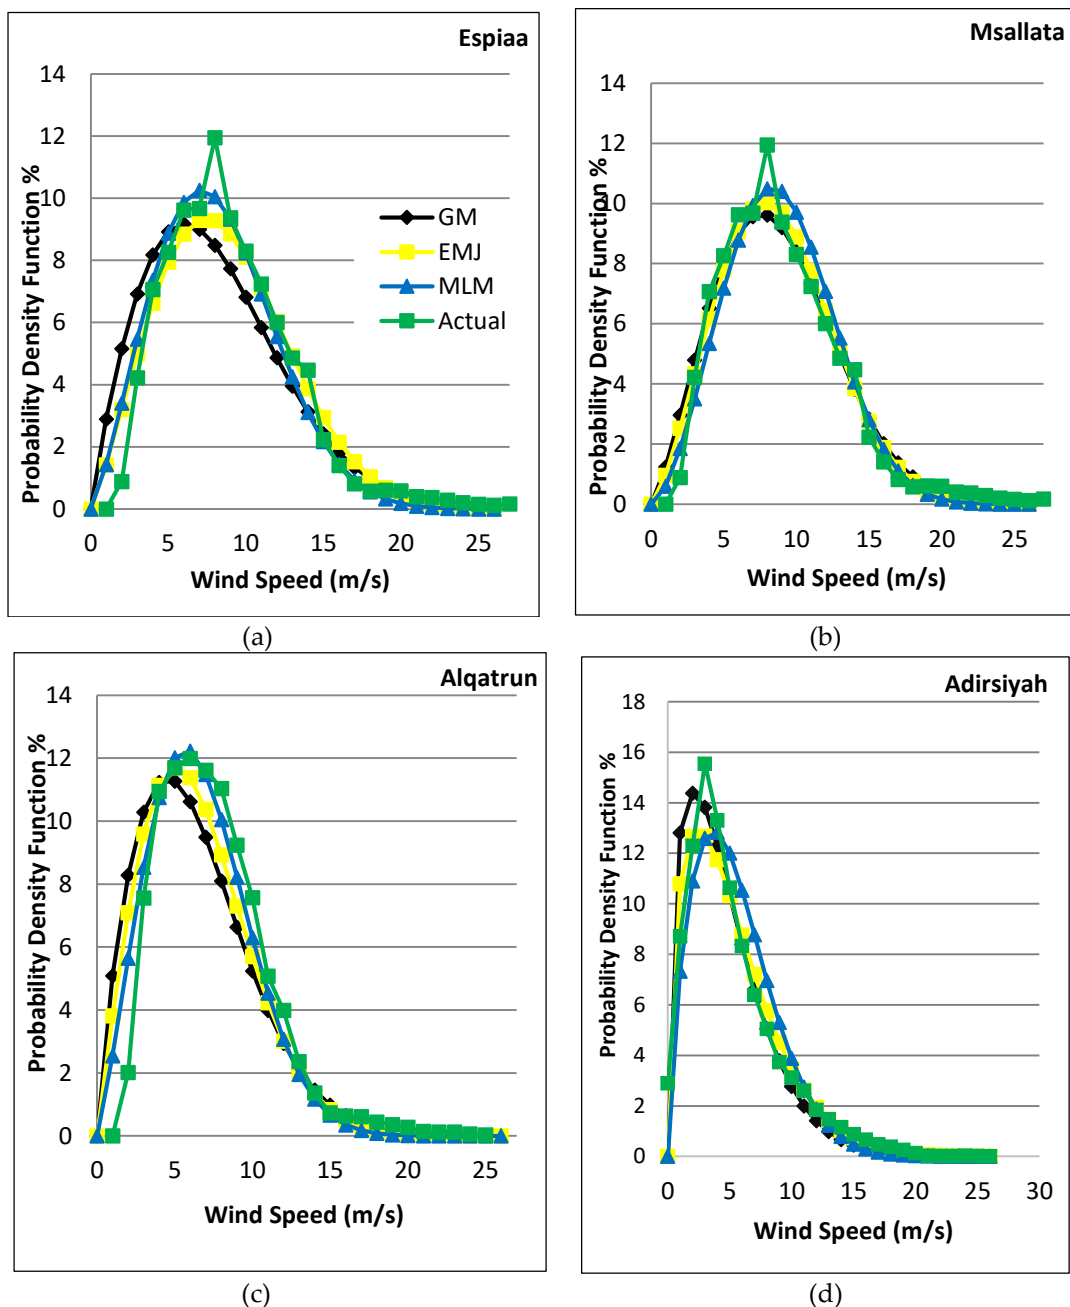 Espiaa
Probability Density Function %
14
12
10
8
6
4
2
0
0 5 10 15 20 25
Wind Speed (m/s)
GM
EMJ
MLM
Actual
(a)
Msallata
Probability Density Function %
14
12
10
8
6
4
2
0
0 5 10 15 20 25
Wind Speed (m/s)
(b)
Alqatrun
Probability Density Function %
14
12
10
8
6
4
2
0
0 5 10 15 20 25
Wind Speed (m/s)
(c)
Adirsiyah
Probability Density Function %
18
16
14
12
10
8
6
4
2
0
0 5 10 15 20 25 30
Wind Speed (m/s)
(d)